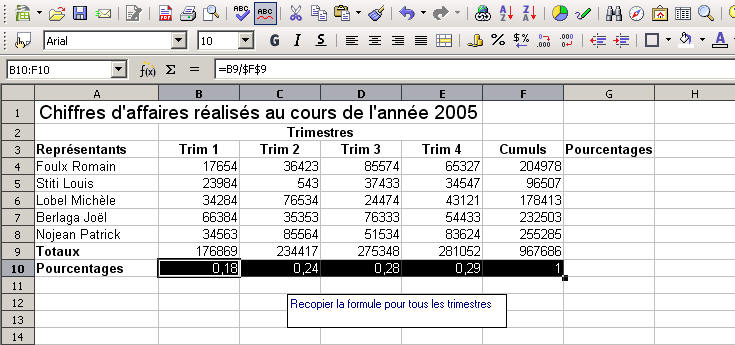 ABC ABC
Arial 10 G I S $ % $% .000 .000
B10:F10 f(x) Σ = =B9/$F$9
A B C D E F G H
1 Chiffres d'affaires réalisés au cours de l'année 2005
2 Trimestres
3 Représentants Trim 1 Trim 2 Trim 3 Trim 4 Cumuls Pourcentages
4 Foulx Romain 17654 36423 85574 65327 204978
5 Stiti Louis 23984 543 37433 34547 96507
6 Lobel Michèle 34284 76534 24474 43121 178413
7 Berlaga Joël 66384 35353 76333 54433 232503
8 Nojean Patrick 34563 85564 51534 83624 255285
9 Totaux 176869 234417 275348 281052 967686
10 Pourcentages 0,18 0,24 0,28 0,29 1
11
12 Recopier la formule pour tous les trimestres
13
14